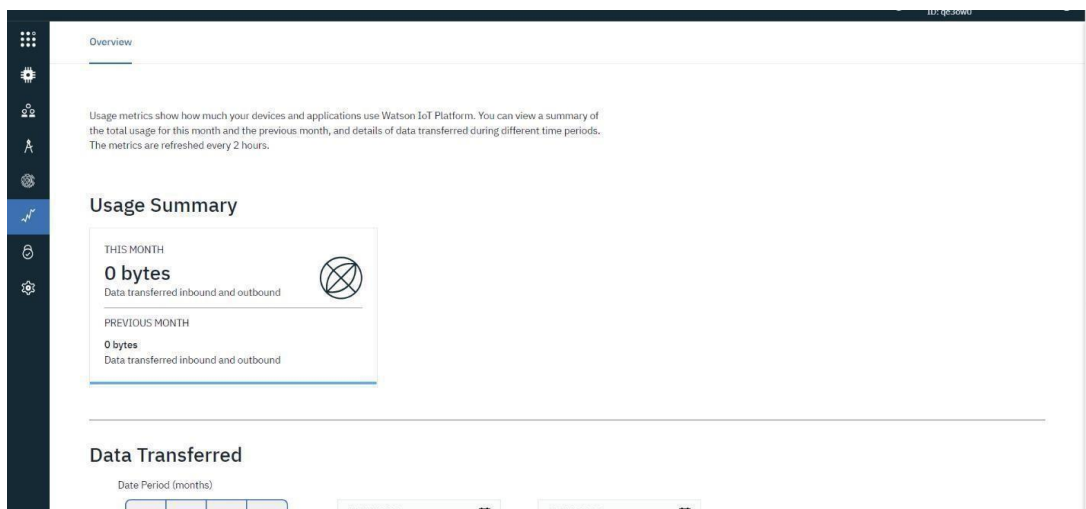 Overview
Usage metrics show how much your devices and applications use Watson IoT Platform. You can view a summary of
the total usage for this month and the previous month, and details of data transferred during different time periods.
The metrics are refreshed every 2 hours.
Usage Summary
THIS MONTH
0 bytes
Data transferred inbound and outbound
PREVIOUS MONTH
0 bytes
Data transferred inbound and outbound
Data Transferred
Date Period (months)